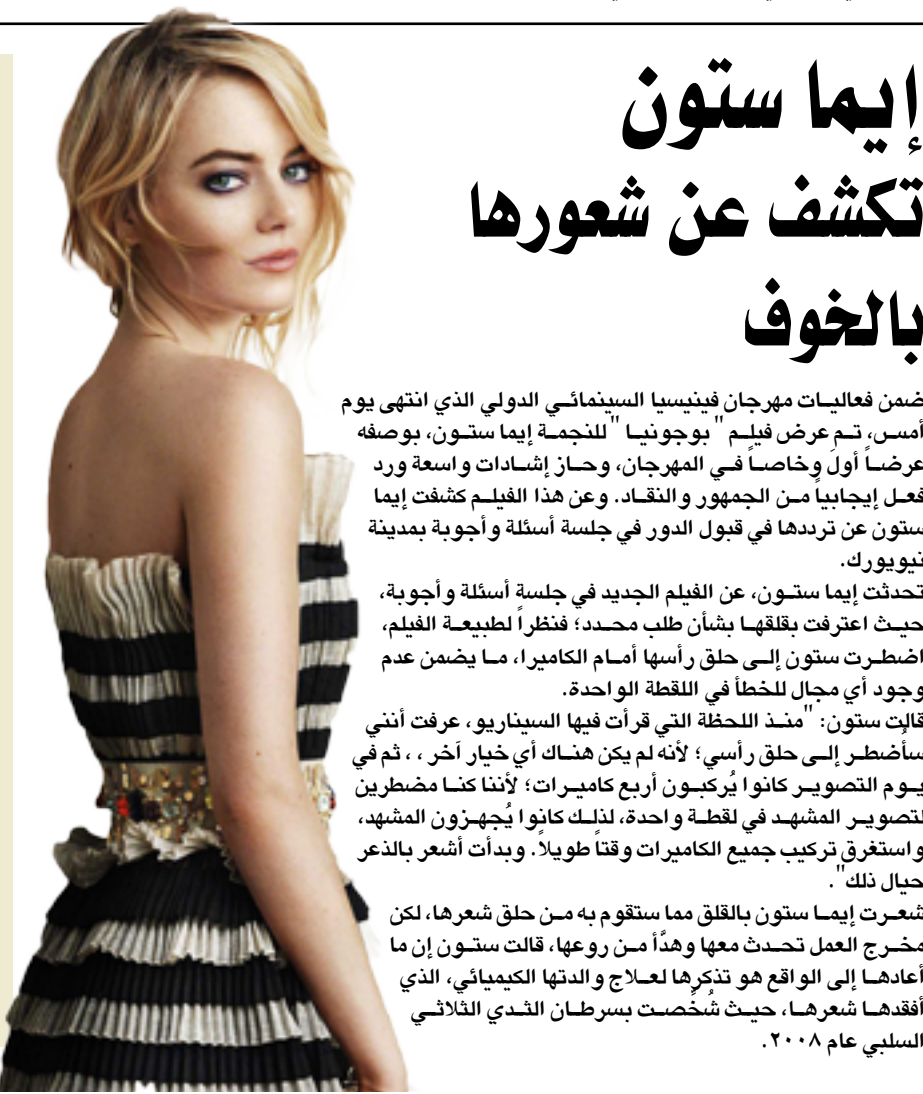 إيما ستون
تكشف عن شعورها
بالخوف
ضمن فعاليات مهرجان فينيسيا السينمائي الدولي الذي انتهى يوم
أمس، تم عرض فيلم "بوجونيا" للنجمة إيما ستون، بوصفه
عرضاً أولَ وخاصاً في المهرجان، وحاز إشادات واسعة ورد
فعل إيجابياً من الجمهور والنقاد. وعن هذا الفيلم كشفت إيما
ستون عن ترددها في قبول الدور في جلسة أسئلة وأجوبة بمدينة
نيويورك.
تحدثت إيما ستون، عن الفيلم الجديد في جلسة أسئلة وأجوبة،
حيث اعترفت بقلقها بشأن طلب محدد؛ فنظراً لطبيعة الفيلم،
اضطرت ستون إلى حلق رأسها أمام الكاميرا، ما يضمن عدم
وجود أي مجال للخطأ في اللقطة الواحدة.
قالت ستون: "منذ اللحظة التي قرأت فيها السيناريو، عرفت أنني
سأُضطر إلى حلق رأسي؛ لأنه لم يكن هناك أي خيار آخر ، ، ثم في
يوم التصوير كانوا يُركبون أربع كاميرات؛ لأننا كنا مضطرين
لتصوير المشهد في لقطة واحدة، لذلك كانوا يُجهزون المشهد،
واستغرق تركيب جميع الكاميرات وقتاً طويلاً. وبدأت أشعر بالذعر
حيال ذلك".
شعرت إيما ستون بالقلق مما ستقوم به من حلق شعرها، لكن
مخرج العمل تحدث معها وهدَّأ من روعها، قالت ستون إن ما
أعادها إلى الواقع هو تذكرها لعلاج والدتها الكيميائي، الذي
أفقدها شعرها، حيث شُخِّصت بسرطان الثدي الثلاثي
السلبي عام ٢٠٠٨.